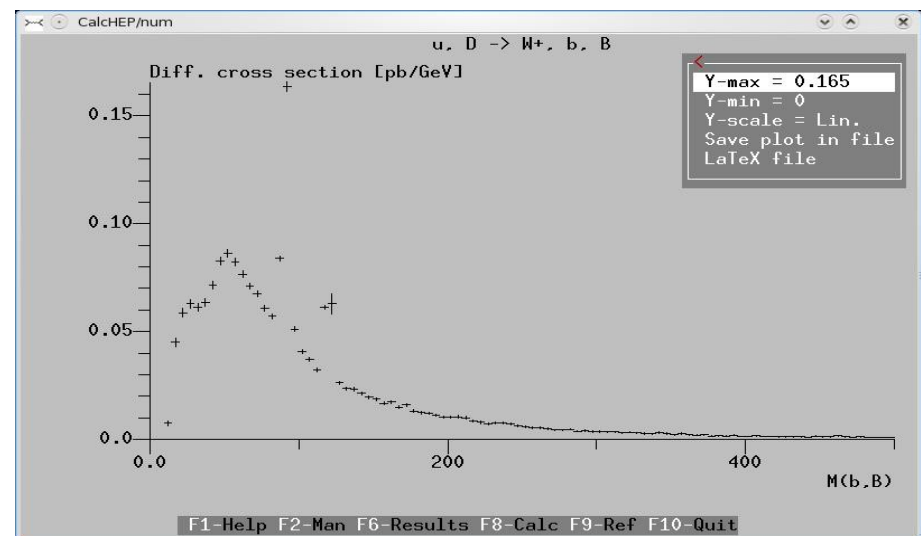 CalcHEP/num
u, D -> W+, b, B
Diff. cross section [pb/GeV]
<
Y-max = 0.165
Y-min = 0
Y-scale = Lin.
Save plot in file
LaTeX file
0.15
0.10
0.05
0.0
0.0 200 400
M(b,B)
F1-Help F2-Man F6-Results F8-Calc F9-Ref F10-Quit